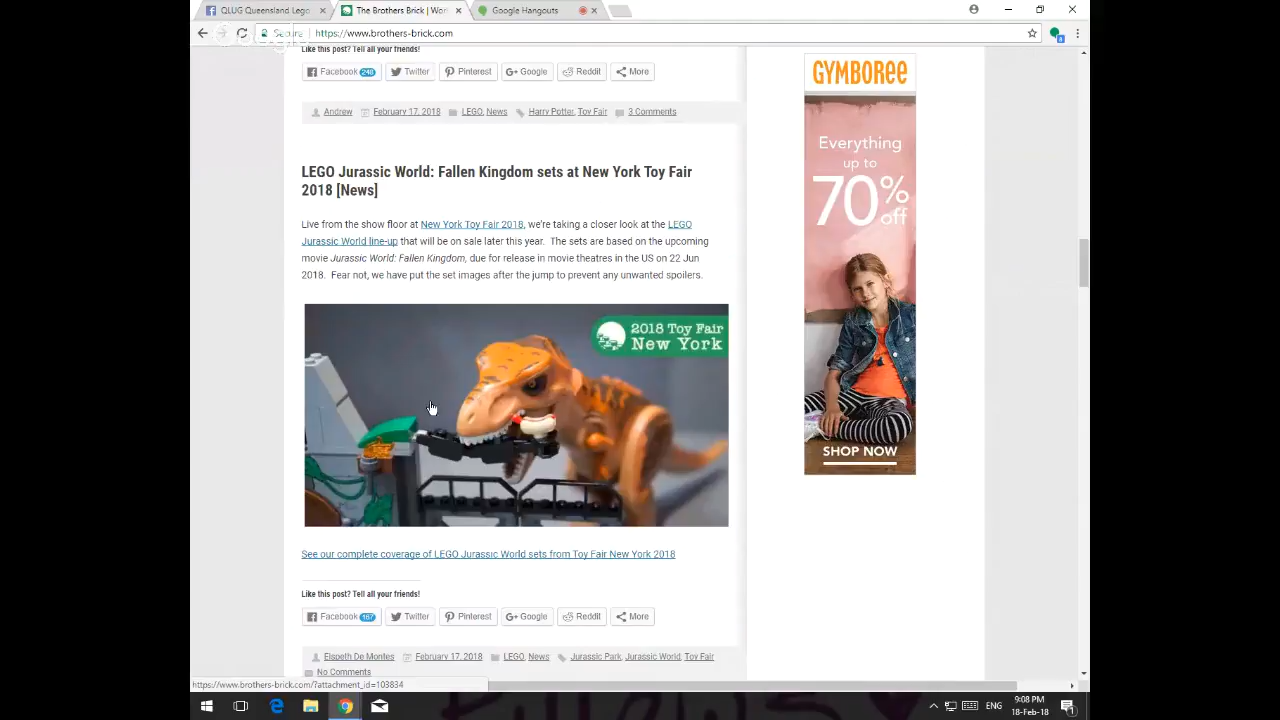 QLUG Queensland Lego
The Brothers Brick | Wor
Google Hangouts
Secure
https://www.brothers-brick.com
Like this post? Tell all your friends!
Facebook 248 Twitter Pinterest Google Reddit More
Andrew February 17, 2018 LEGO, News Harry Potter, Toy Fair 3 Comments
LEGO Jurassic World: Fallen Kingdom sets at New York Toy Fair
2018 [News]
Live from the show floor at New York Toy Fair 2018, we're taking a closer look at the LEGO
Jurassic World line-up that will be on sale later this year. The sets are based on the upcoming
movie Jurassic World: Fallen Kingdom, due for release in movie theatres in the US on 22 Jun
2018. Fear not, we have put the set images after the jump to prevent any unwanted spoilers.
2018 Toy Fair
New York
See our complete coverage of LEGO Jurassic World sets from Toy Fair New York 2018
Like this post? Tell all your friends!
Facebook 167 Twitter Pinterest Google Reddit More
Elspeth De Montes February 17, 2018 LEGO, News Jurassic Park, Jurassic World, Toy Fair
No Comments
GYMBOREE
Everything
up to
70%
off
SHOP NOW
https://www.brothers-brick.com/?attachment_id=103834
ENG
9:08 PM
18-Feb-18